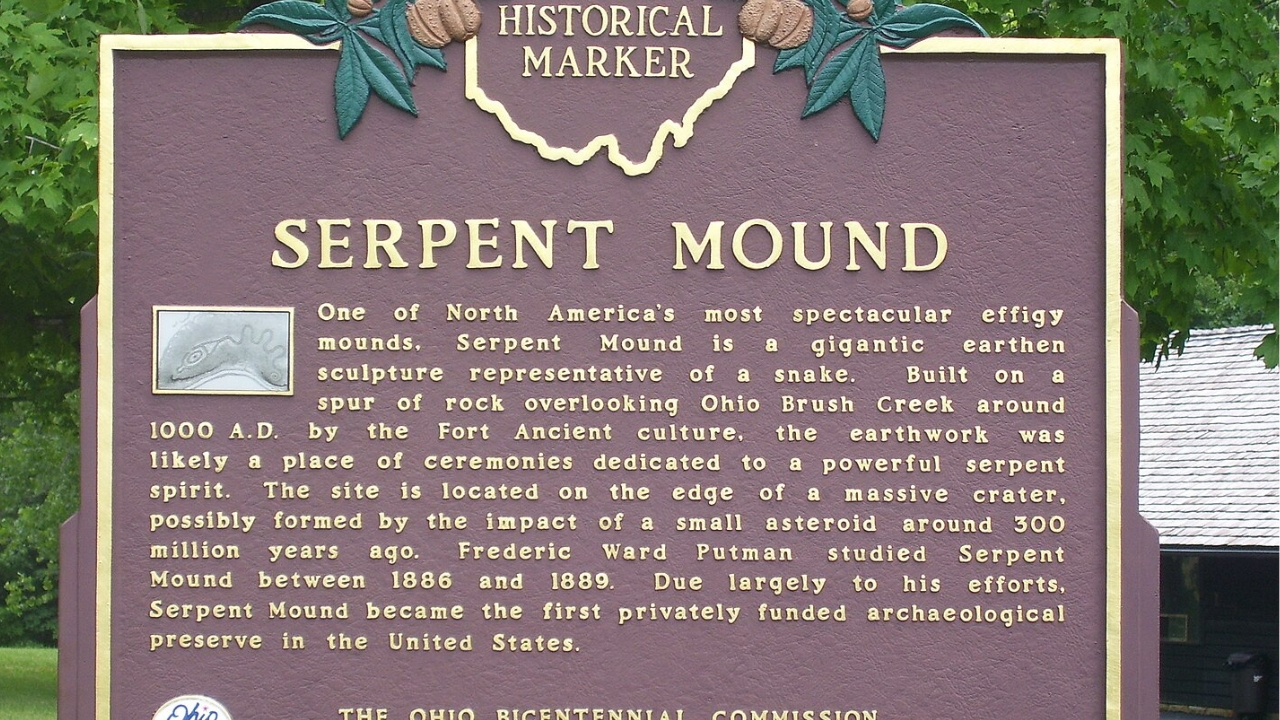 HISTORICAL
MARKER
SERPENT MOUND
One of North America's most spectacular effigy
mounds, Serpent Mound is a gigantic earthen
sculpture representative of a snake. Built on a
spur of rock overlooking Ohio Brush Creek around
1000 A.D. by the Fort Ancient culture, the earthwork was
likely a place of ceremonies dedicated to a powerful serpent
spirit. The site is located on the edge of a massive crater,
possibly formed by the impact of a small asteroid around 300
million years ago. Frederic Ward Putman studied Serpent
Mound between 1886 and 1889. Due largely to his efforts,
Serpent Mound became the first privately funded archaeological
preserve in the United States.
Ohio
THE OHIO BICENTENNIAL COMMISSION